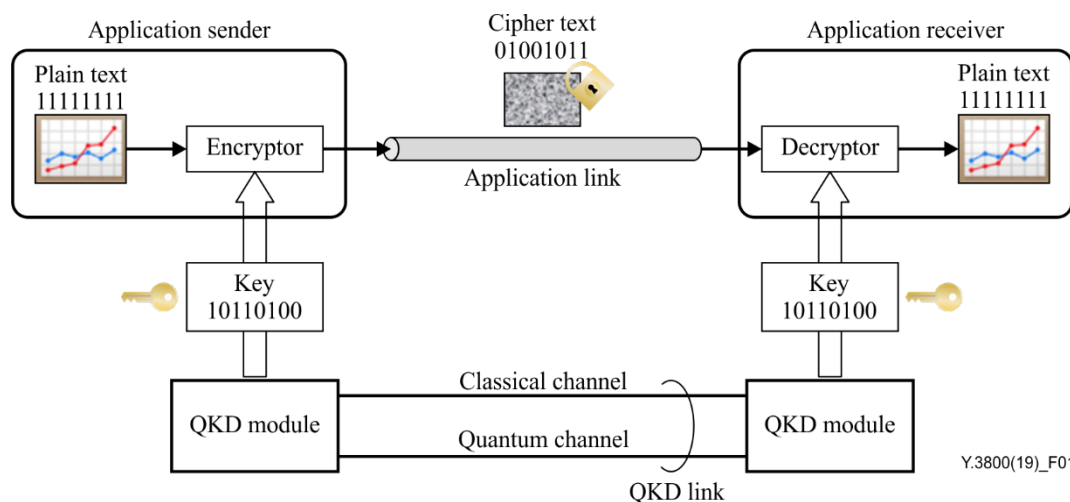 Application sender
Plain text
11111111
Encryptor
Cipher text
01001011
Application link
Application receiver
Plain text
11111111
Decryptor
Key
10110100
Key
10110100
QKD module
Classical channel
Quantum channel
QKD link
QKD module
Y.3800(19)_F01